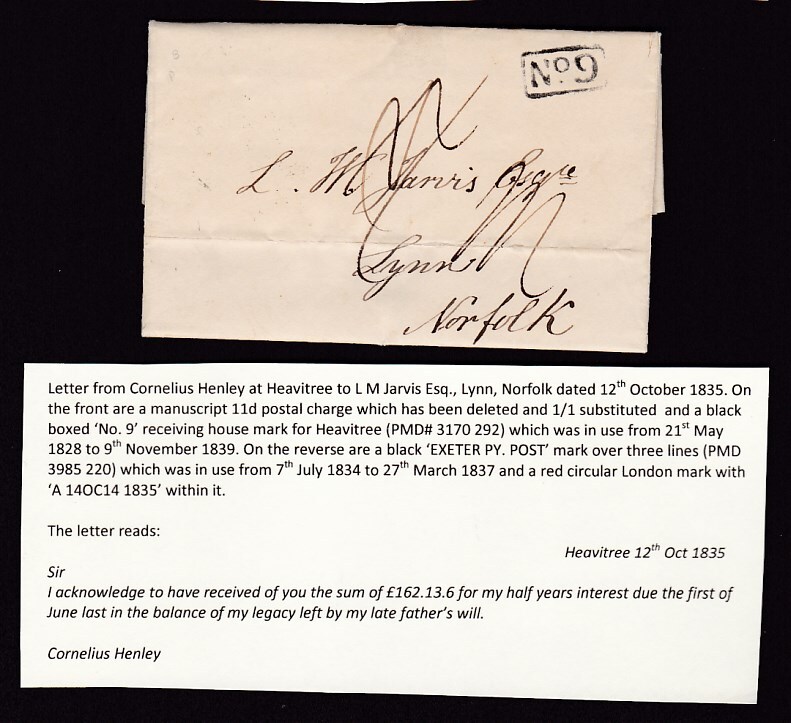 No 9
L. M Jarvis Esqre
Lynn
Norfolk
Letter from Cornelius Henley at Heavitree to L M Jarvis Esq., Lynn, Norfolk dated 12th October 1835. On
the front are a manuscript 11d postal charge which has been deleted and 1/1 substituted and a black
boxed ‘No. 9’ receiving house mark for Heavitree (PMD# 3170 292) which was in use from 21st May
1828 to 9th November 1839. On the reverse are a black ‘EXETER PY. POST’ mark over three lines (PMD
3985 220) which was in use from 7th July 1834 to 27th March 1837 and a red circular London mark with
‘A 14OC14 1835’ within it.
The letter reads:
Heavitree 12th Oct 1835
Sir
I acknowledge to have received of you the sum of £162.13.6 for my half years interest due the first of
June last in the balance of my legacy left by my late father’s will.
Cornelius Henley